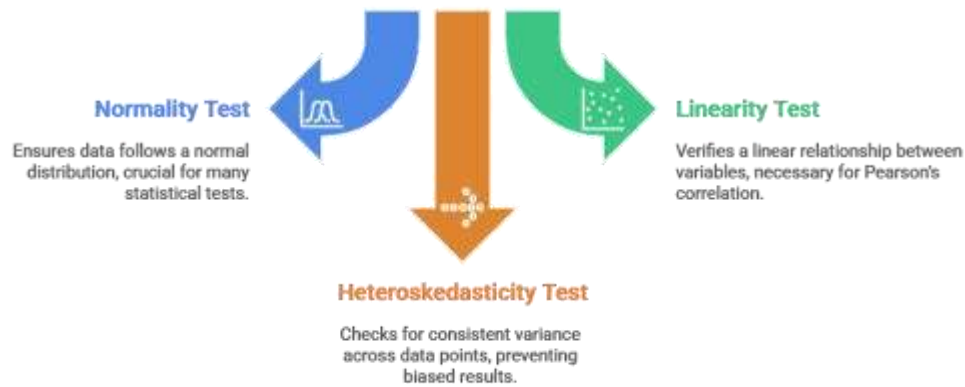 Normality Test
Ensures data follows a normal
distribution, crucial for many
statistical tests.
Linearity Test
Verifies a linear relationship between
variables, necessary for Pearson's
correlation.
Heteroskedasticity Test
Checks for consistent variance
across data points, preventing
biased results.